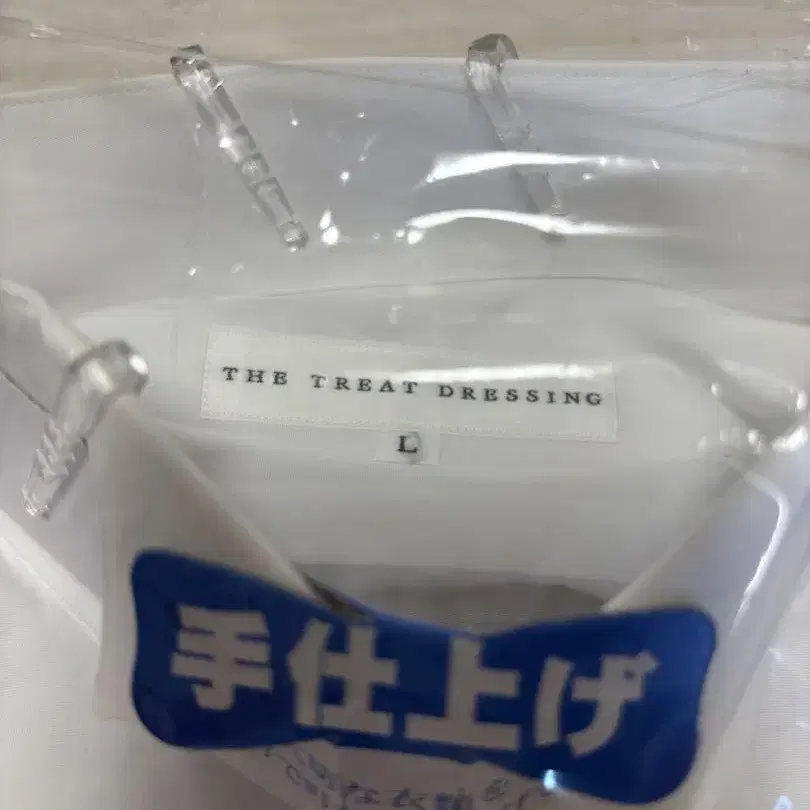 THE TREAT DRESSING
L
手仕上げ